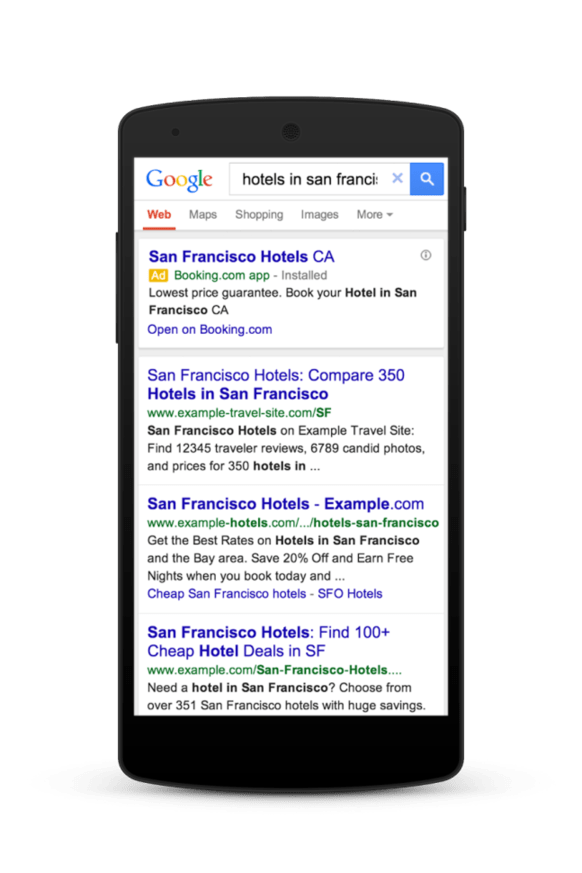 Google
hotels in san franci
Web Maps Shopping Images More
San Francisco Hotels CA
Ad Booking.com app - Installed
Lowest price guarantee. Book your Hotel in San
Francisco CA
Open on Booking.com
San Francisco Hotels: Compare 350
Hotels in San Francisco
www.example-travel-site.com/SF
San Francisco Hotels on Example Travel Site:
Find 12345 traveler reviews, 6789 candid photos,
and prices for 350 hotels in ...
San Francisco Hotels - Example.com
www.example-hotels.com/.../hotels-san-francisco
Get the Best Rates on Hotels in San Francisco
and the Bay area. Save 20% Off and Earn Free
Nights when you book today and ...
Cheap San Francisco hotels - SFO Hotels
San Francisco Hotels: Find 100+
Cheap Hotel Deals in SF
www.example.com/San-Francisco-Hotels....
Need a hotel in San Francisco? Choose from
over 351 San Francisco hotels with huge savings.